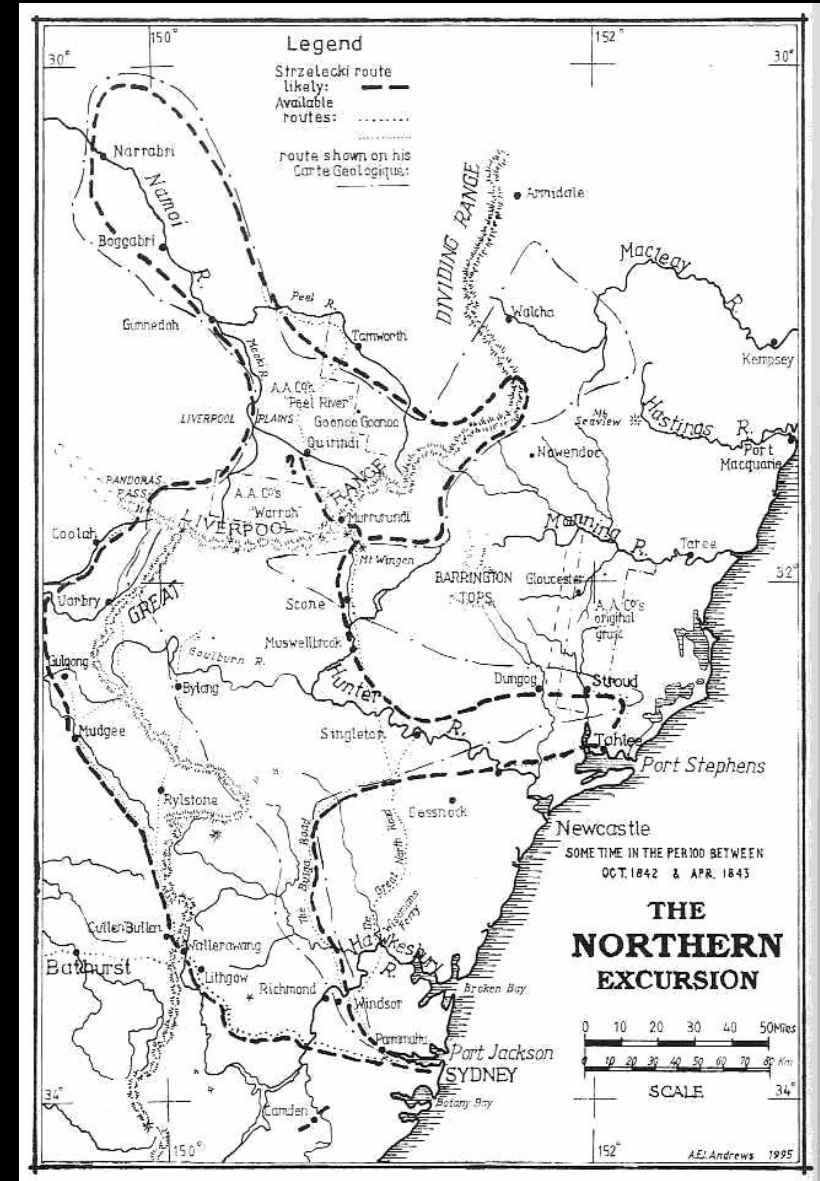 150°
152°
30°
30°
Legend
Strzelecki route
likely:
Available
routes:
route shown on his
Carte Geologique:
Narrabri
Namoi
R.
Boggabri
Gunnedah
DIVIDING RANGE
Armidale
Macleay
R.
Walcha
Kempsey
Peel R.
Tamworth
Mooki R.
A.A.Co's
"Peel River"
Goonoo Goonoo
LIVERPOOL PLAINS
Quirindi
?
Mt
Seaview
Hastings R.
Port
Macquarie
Nowendoc
PANDORAS
PASS
A.A.Co's
"Warrah"
LIVERPOOL
RANGE
Murrurundi
Manning R.
Taree
Coolah
Mt Wingen
32°
BARRINGTON
TOPS
Gloucester
A.A.Co's
original
grant
Uarbry
GREAT
Scone
Muswellbrook
Goulburn R.
Gulgong
Bylong
Hunter
R.
Dungog
Stroud
Mudgee
Singleton
Tahlee
Port Stephens
Rylstone
Cessnock
Newcastle
The Bulga Road
The Great North Road
Wisemans
Ferry
SOME TIME IN THE PERIOD BETWEEN
OCT. 1842 & APR. 1843
THE
NORTHERN
EXCURSION
Cullen Bullen
Wallerawang
Hawkesbury
R.
Bathurst
Lithgow
Richmond
Windsor
Broken Bay
0 10 20 30 40 50 Miles
0 10 20 30 40 50 60 70 80 Km
SCALE
Parramatta
Port Jackson
SYDNEY
34°
34°
Botany Bay
Camden
150°
152°
A.E.J. Andrews 1995